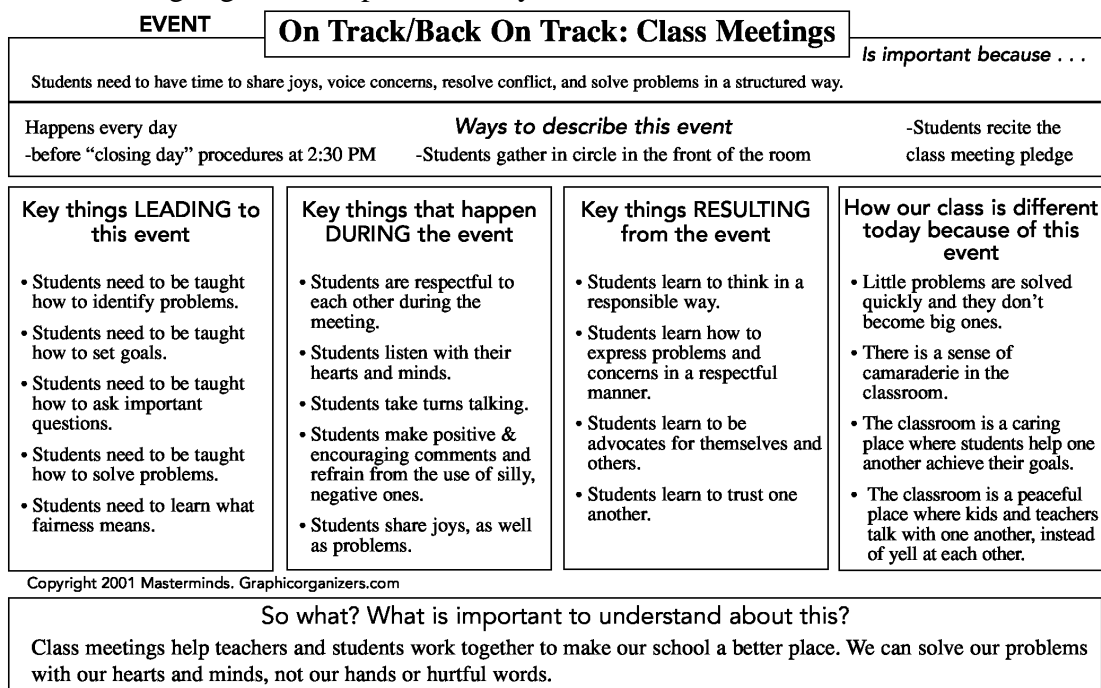 EVENT
On Track/Back On Track: Class Meetings
Is important because . . .
Students need to have time to share joys, voice concerns, resolve conflict, and solve problems in a structured way.
Happens every day
-before “closing day” procedures at 2:30 PM
Ways to describe this event
-Students gather in circle in the front of the room
-Students recite the
class meeting pledge
Key things LEADING to
this event
• Students need to be taught
how to identify problems.
• Students need to be taught
how to set goals.
• Students need to be taught
how to ask important
questions.
• Students need to be taught
how to solve problems.
• Students need to learn what
fairness means.
Key things that happen
DURING the event
• Students are respectful to
each other during the
meeting.
• Students listen with their
hearts and minds.
• Students take turns talking.
• Students make positive &
encouraging comments and
refrain from the use of silly,
negative ones.
• Students share joys, as well
as problems.
Key things RESULTING
from the event
• Students learn to think in a
responsible way.
• Students learn how to
express problems and
concerns in a respectful
manner.
• Students learn to be
advocates for themselves and
others.
• Students learn to trust one
another.
How our class is different
today because of this
event
• Little problems are solved
quickly and they don’t
become big ones.
• There is a sense of
camaraderie in the
classroom.
• The classroom is a caring
place where students help one
another achieve their goals.
• The classroom is a peaceful
place where kids and teachers
talk with one another, instead
of yell at each other.
Copyright 2001 Masterminds. Graphicorganizers.com
So what? What is important to understand about this?
Class meetings help teachers and students work together to make our school a better place. We can solve our problems
with our hearts and minds, not our hands or hurtful words.